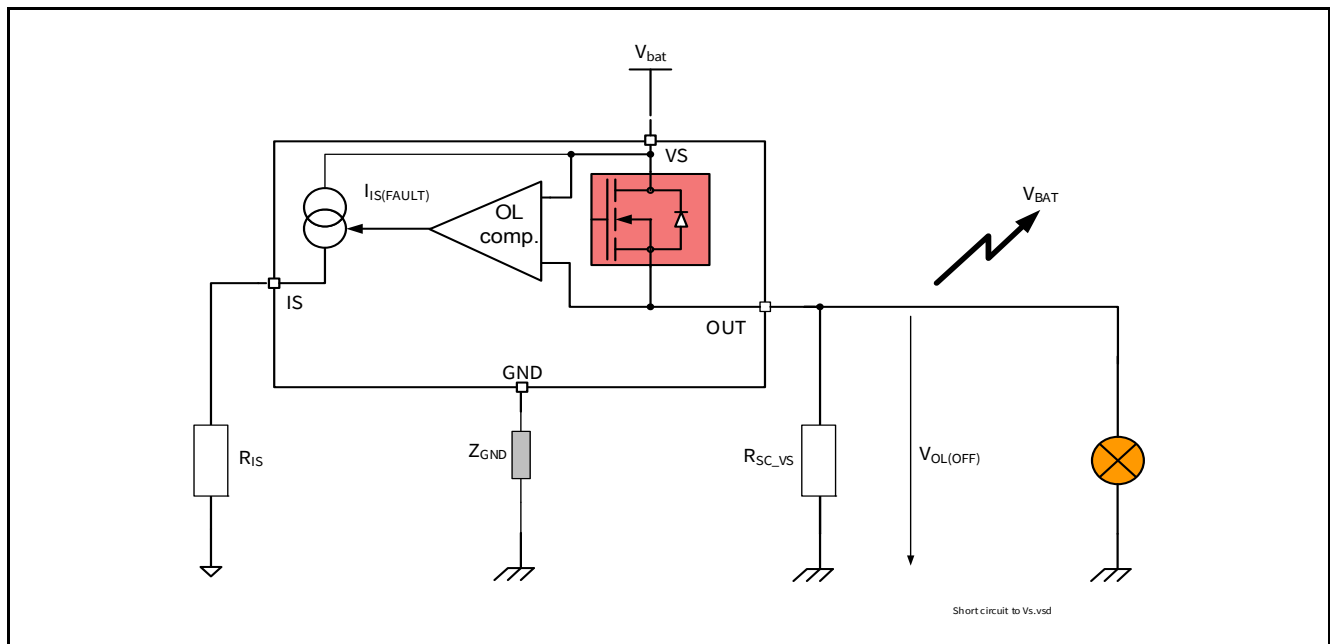 Vbat
VS
IIS(FAULT)
OL
comp.
VBAT
IS
OUT
GND
RIS
ZGND
RSC_VS
VOL(OFF)
Short circuit to Vs.vsd